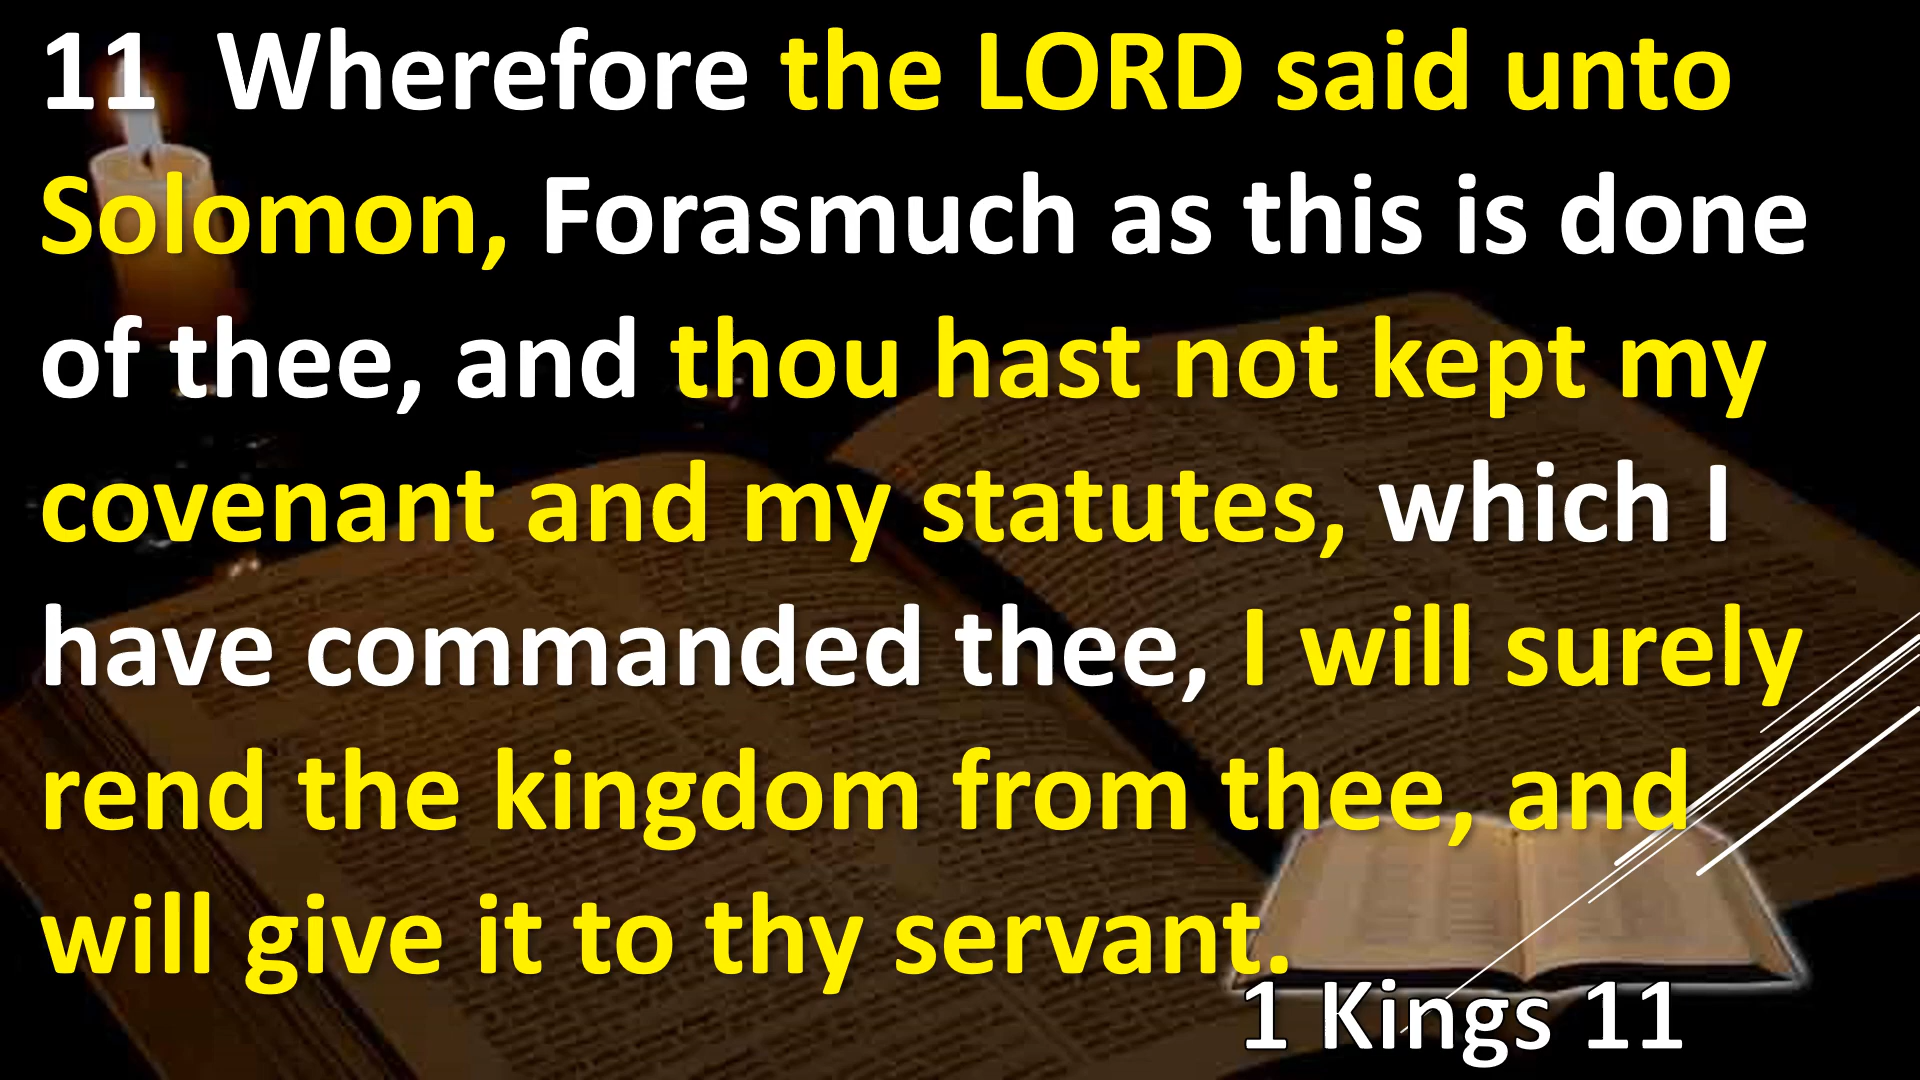 11  Wherefore the LORD said unto
Solomon, Forasmuch as this is done
of thee, and thou hast not kept my
covenant and my statutes, which I
have commanded thee, I will surely
rend the kingdom from thee, and
will give it to thy servant.
1 Kings 11